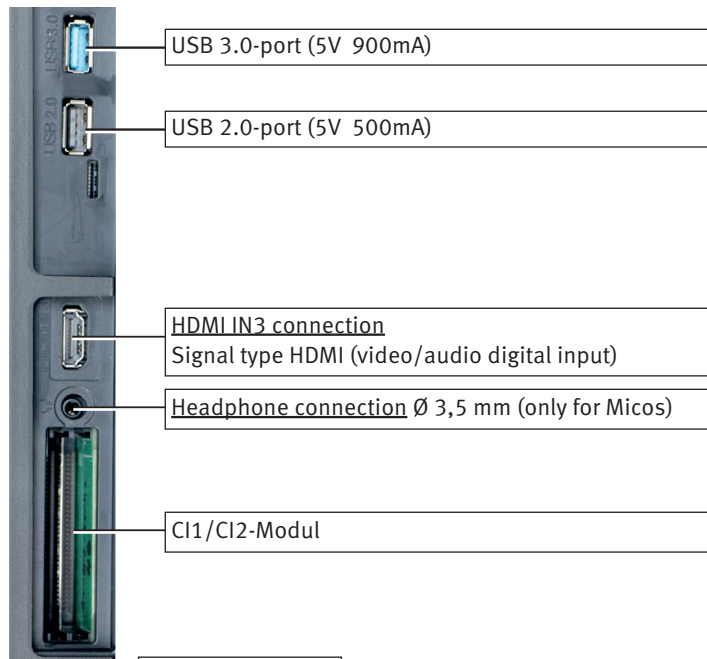 USB 3.0
USB 3.0-port (5V 900mA)
USB 2.0
USB 2.0-port (5V 500mA)
HDMI IN3 connection
Signal type HDMI (video/audio digital input)
Headphone connection Ø 3,5 mm (only for Micos)
CI1/CI2-Modul